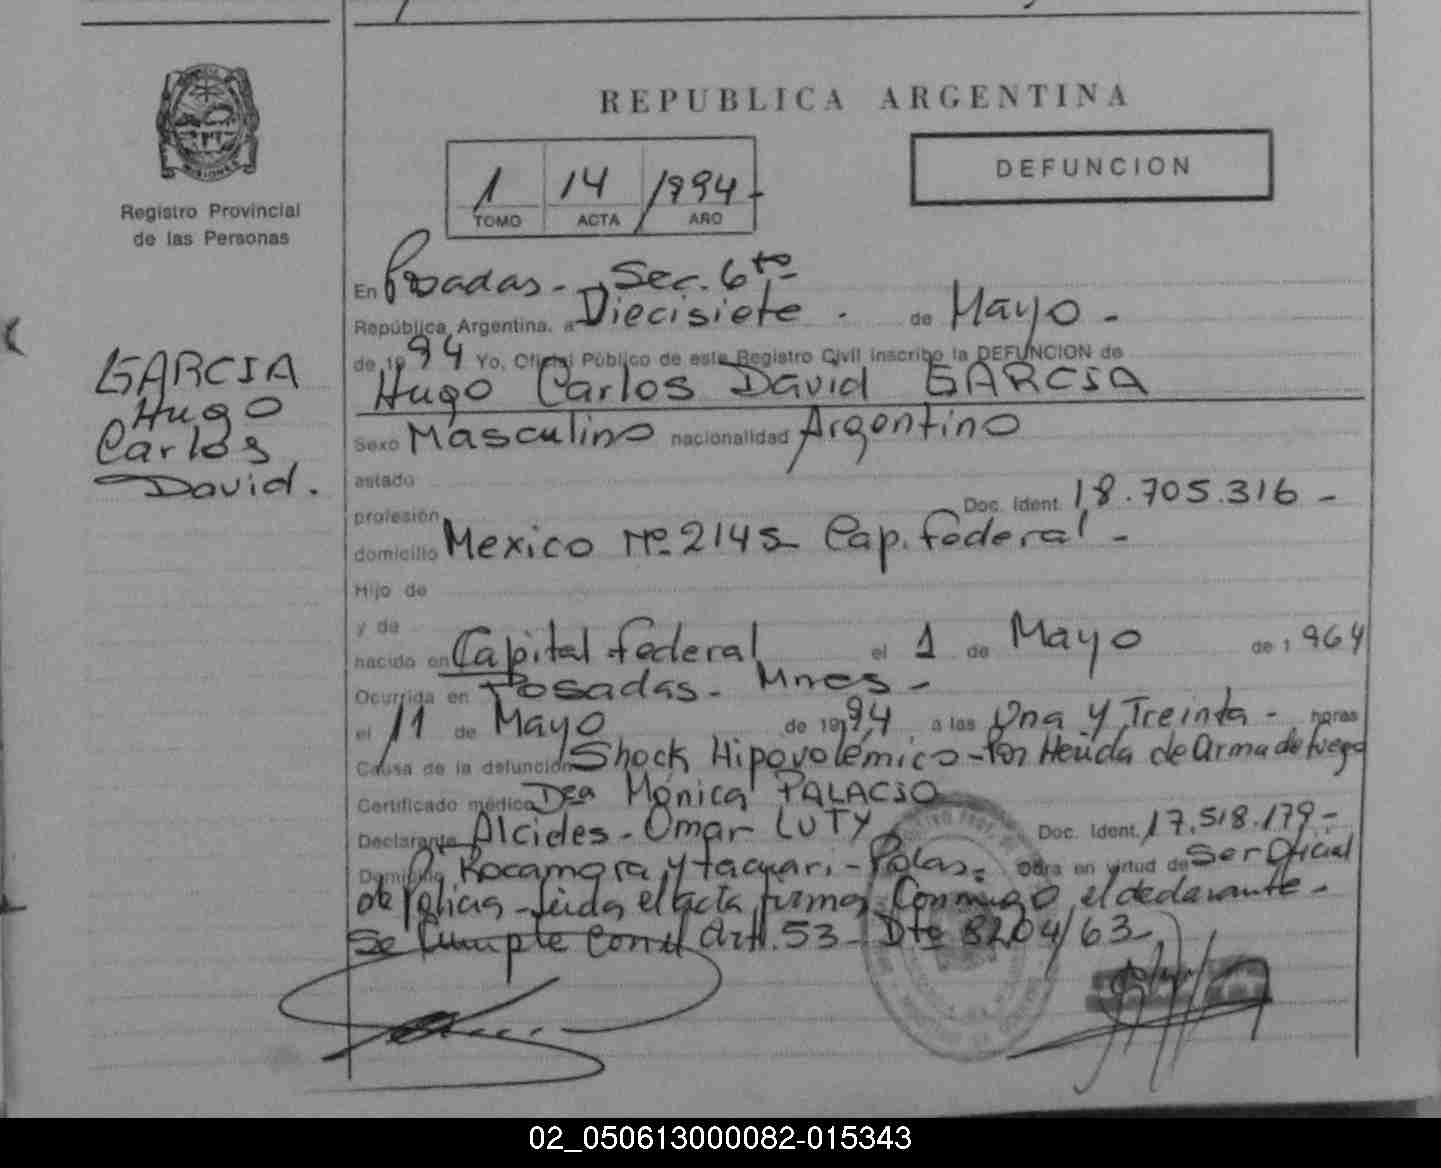 REPUBLICA ARGENTINA
1 14 1994-
TOMO ACTA AÑO
DEFUNCION
MISIONES
Registro Provincial
de las Personas
GARCIA
Hugo
Carlos
David.
En Posadas - Sec. 6to
República Argentina, a Diecisiete - de Mayo -
de 1994 Yo, Oficial Público de este Registro Civil inscribo la DEFUNCION de
Hugo Carlos David GARCIA
Sexo Masculino nacionalidad Argentino
estado
profesión Doc. Ident. 18.705.316 -
domicilio Mexico Nº 2145 Cap. federal -
Hijo de
y de
nacido en Capital federal el 1 de Mayo de 1964
Ocurrida en Posadas - Mnes -
el 11 de Mayo de 1994, a las Una y Treinta - horas
Causa de la defunción Shock Hipovolémico - Por Herida de Arma de fuego
Certificado médico Dra Mónica PALACIO
Declarante Alcides - Omar LUTY Doc. Ident. 17.518.179.-
Domicilio Rocamora y tacuari - Pdas. Obra en virtud de Ser Oficial
de Policia - leida el acta firma Conmigo el declarante -
Se Cumple con el Art. 53 - Dto 8204/63
02_050613000082-015343